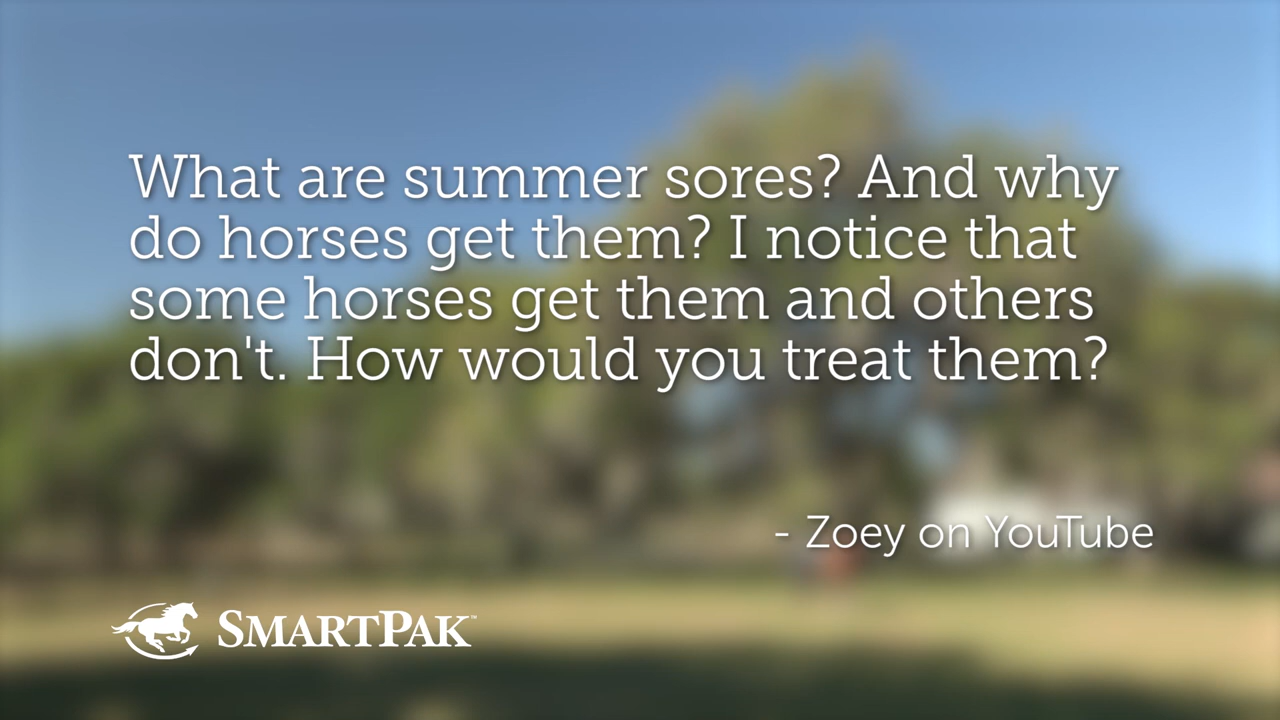 What are summer sores? And why
do horses get them? I notice that
some horses get them and others
don't. How would you treat them?
- Zoey on YouTube
SMARTPAK™